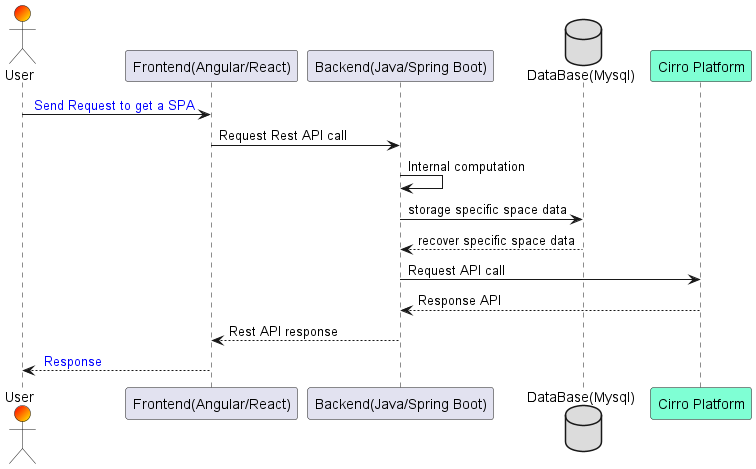 User
Frontend(Angular/React)
Backend(Java/Spring Boot)
DataBase(Mysql)
Cirro Platform
Send Request to get a SPA
Request Rest API call
Internal computation
storage specific space data
recover specific space data
Request API call
Response API
Rest API response
Response
User
Frontend(Angular/React)
Backend(Java/Spring Boot)
DataBase(Mysql)
Cirro Platform